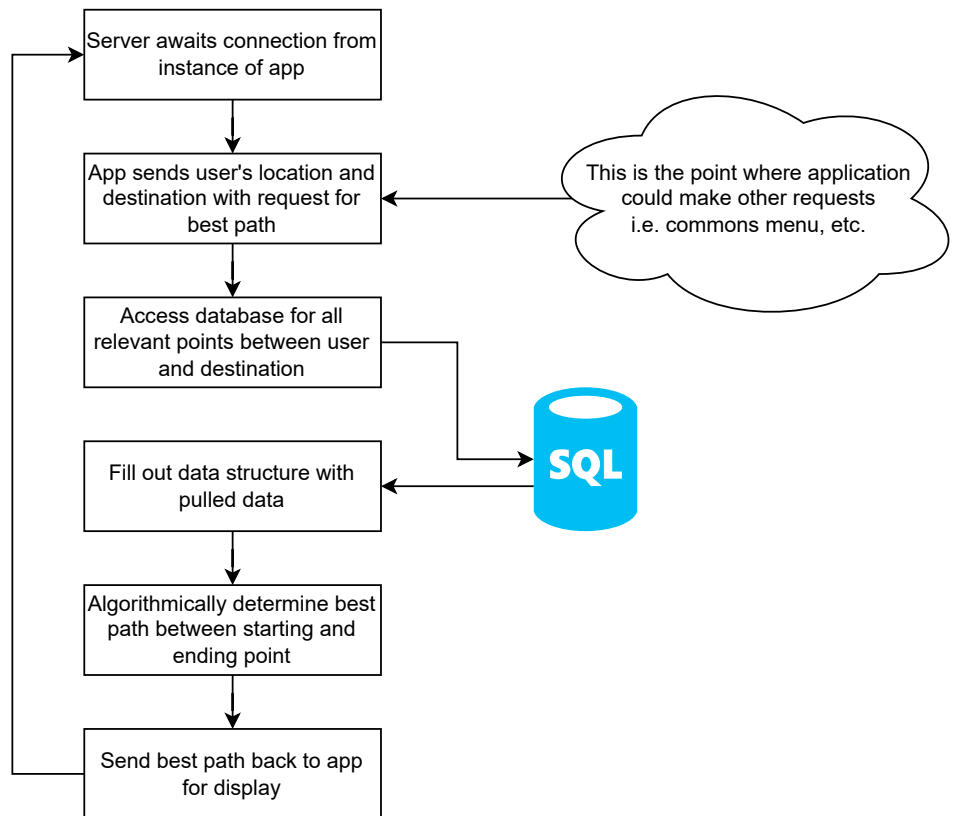 Server awaits connection from
instance of app
App sends user's location and
destination with request for
best path
This is the point where application
could make other requests
i.e. commons menu, etc.
Access database for all
relevant points between user
and destination
SQL
Fill out data structure with
pulled data
Algorithmically determine best
path between starting and
ending point
Send best path back to app
for display